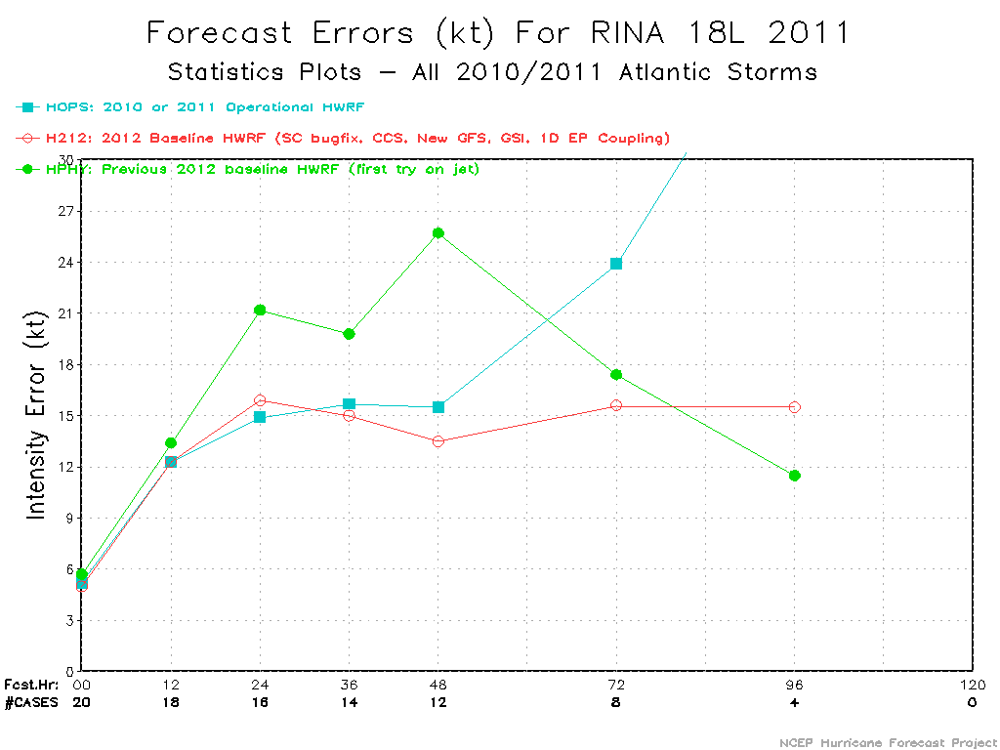 Forecast Errors (kt) For RINA 18L 2011
Statistics Plots – All 2010/2011 Atlantic Storms
HOPS: 2010 or 2011 Operational HWRF
H212: 2012 Baseline HWRF (SC bugfix, CCS, New GFS, GSI, 1D EP Coupling)
HPHY: Previous 2012 baseline HWRF (first try on jet)
30
27
24
21
18
15
12
9
6
3
0
Intensity Error (kt)
Fcst.Hr: 00 12 24 36 48 72 96 120
#CASES 20 18 16 14 12 8 4 0
NCEP Hurricane Forecast Project